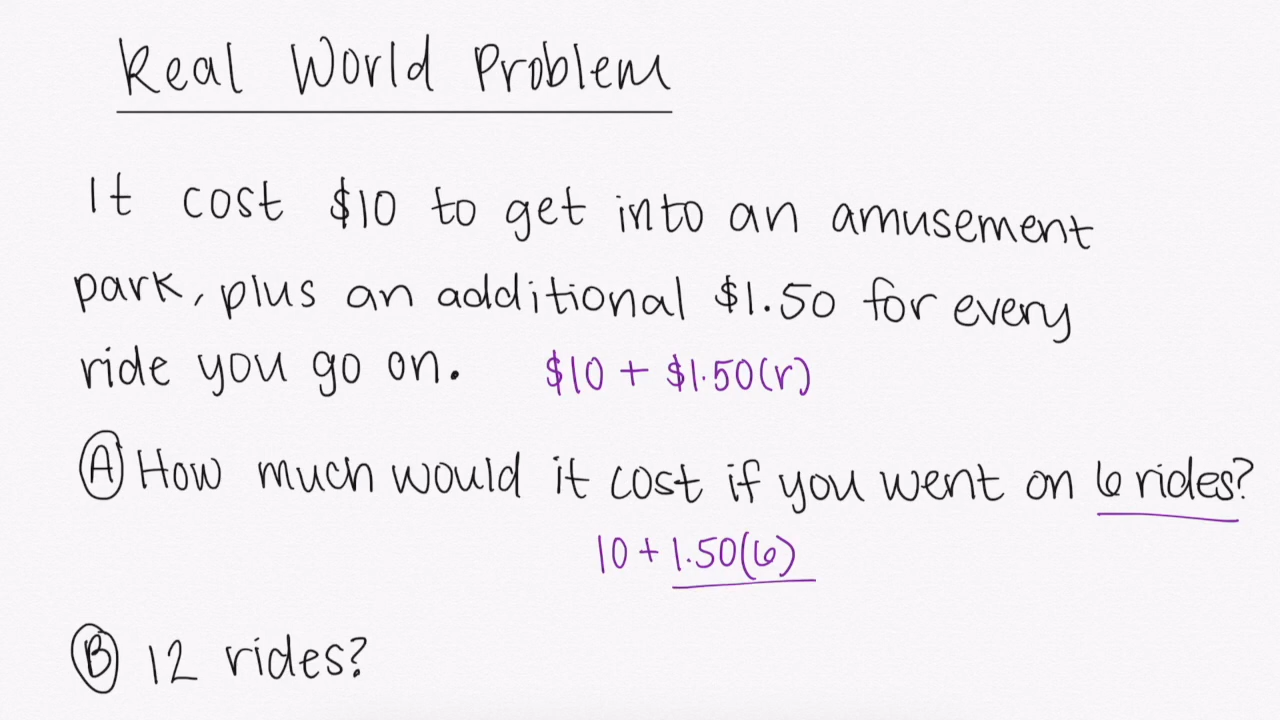 Real World Problem
It cost $10 to get into an amusement
park, plus an additional $1.50 for every
ride you go on. $10 + $1.50(r)
A How much would it cost if you went on 6 rides?
10 + 1.50(6)
B 12 rides?